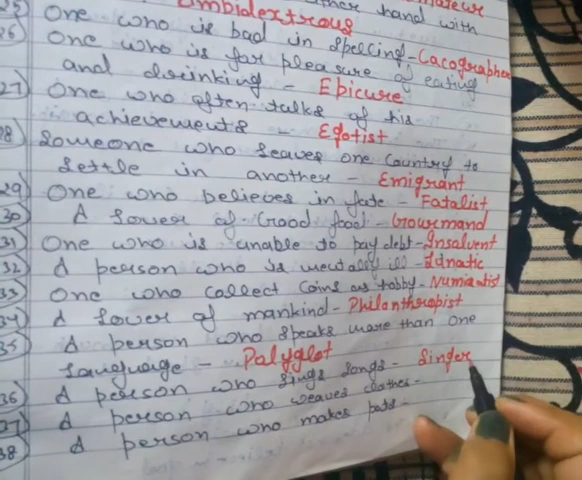 25) either hand with
Ambidextrous
One who is bad in spelling - Cacographer
26 One who is for pleasure of eating
and drinking - Epicure
27) One who often talks of his
achievements - Egotist
28) Someone who leaves one country to
settle in another - Emigrant
29) One who believes in fate - Fatalist
30) A Lover of Good food - Gourmand
31) One who is unable to pay debt - Insolvent
32 A person who is mentally ill - Lunatic
33) One who collect Coins as hobby - Numismatist
34) A Lover of mankind - Philanthropist
35) A person who speaks more than one
language - Polyglot
36) A person who sings songs - Singer
37) A person who weaves clothes -
38 A person who makes pots -